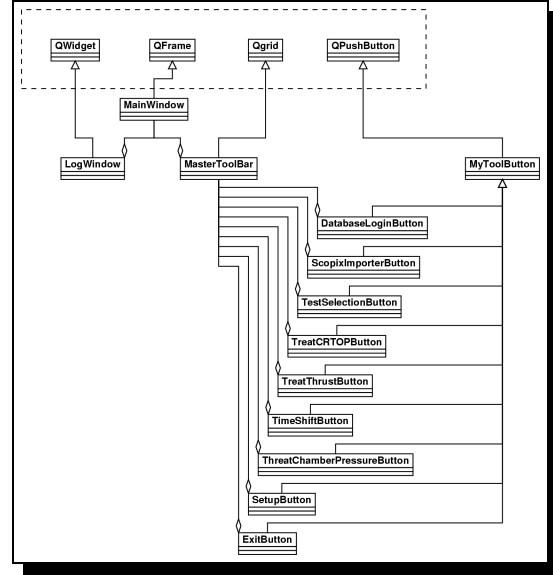 QWidget
QFrame
Qgrid
QPushButton
MainWindow
LogWindow
MasterToolBar
MyToolButton
DatabaseLoginButton
ScopixImporterButton
TestSelectionButton
TreatCRTOPButton
TreatThrustButton
TimeShiftButton
ThreatChamberPressureButton
SetupButton
ExitButton